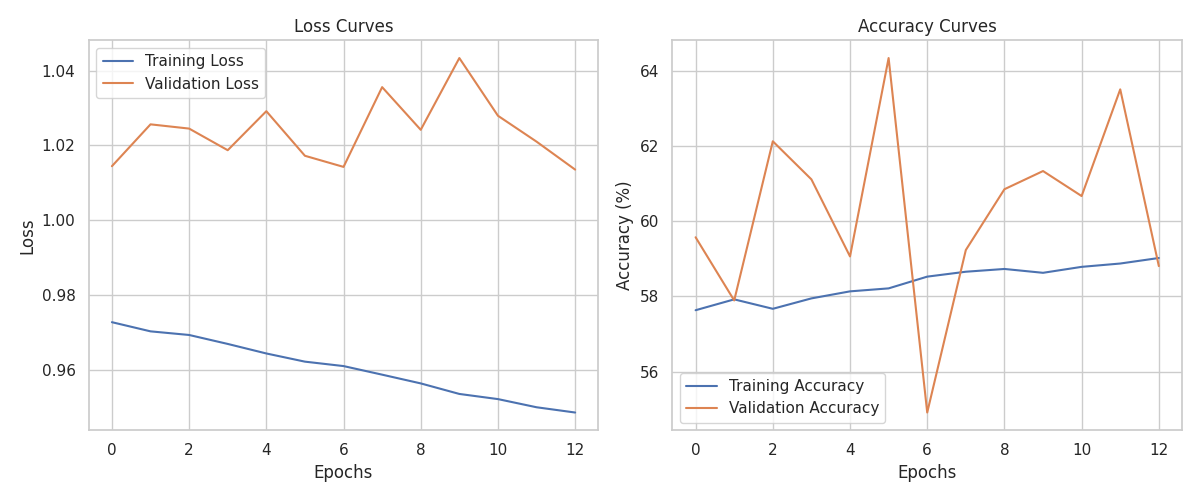 Loss Curves
Training Loss
Validation Loss
1.04
1.02
1.00
0.98
0.96
Loss
0 2 4 6 8 10 12
Epochs
Accuracy Curves
64
62
60
58
56
Accuracy (%)
Training Accuracy
Validation Accuracy
0 2 4 6 8 10 12
Epochs